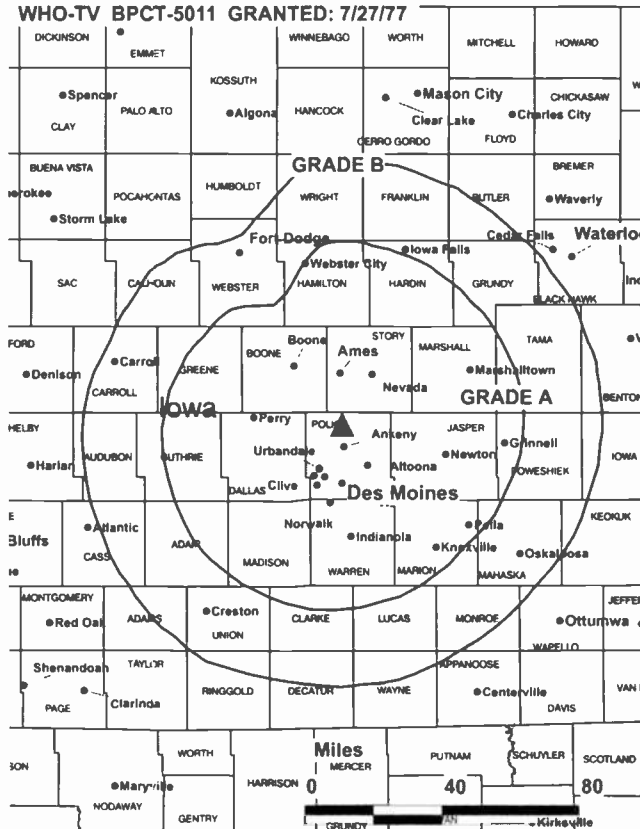 WHO-TV BPCT-5011 GRANTED: 7/27/77
DICKINSON
EMMET
WINNEBAGO
WORTH
MITCHELL
HOWARD
Spencer
CLAY
PALO ALTO
KOSSUTH
Algona
HANCOCK
Mason City
Clear Lake
CERRO GORDO
Charles City
FLOYD
CHICKASAW
BUENA VISTA
Storm Lake
POCAHONTAS
HUMBOLDT
GRADE B
WRIGHT
FRANKLIN
BUTLER
BREMER
Waverly
Fort Dodge
Webster City
Iowa Falls
Cedar Falls
SAC
CALHOUN
WEBSTER
HAMILTON
HARDIN
GRUNDY
BLACK HAWK
Denison
Carroll
CARROLL
GREENE
BOONE
Boone
STORY
Ames
Nevada
MARSHALL
Marshalltown
TAMA
GRADE A
BENTON
Iowa
Perry
POLK
Ankeny
JASPER
Grinnell
Harlan
AUDUBON
GUTHRIE
Urbandale
Altoona
Newton
POWESHIEK
IOWA
DALLAS
Clive
Des Moines
Atlantic
CASS
ADAIR
MADISON
Norwalk
Indianola
WARREN
Pella
Knoxville
MARION
Oskaloosa
MAHASKA
KEOKUK
Bluffs
MONTGOMERY
Red Oak
ADAMS
Creston
UNION
CLARKE
LUCAS
MONROE
Ottumwa
WAPELLO
Shenandoah
PAGE
Clarinda
TAYLOR
RINGGOLD
DECATUR
WAYNE
APPANOOSE
Centerville
DAVIS
WORTH
Miles
MERCER
PUTNAM
SCHUYLER
SCOTLAND
0 40 80
Maryville
NODAWAY
GENTRY
HARRISON
GRUNDY
Kirksville